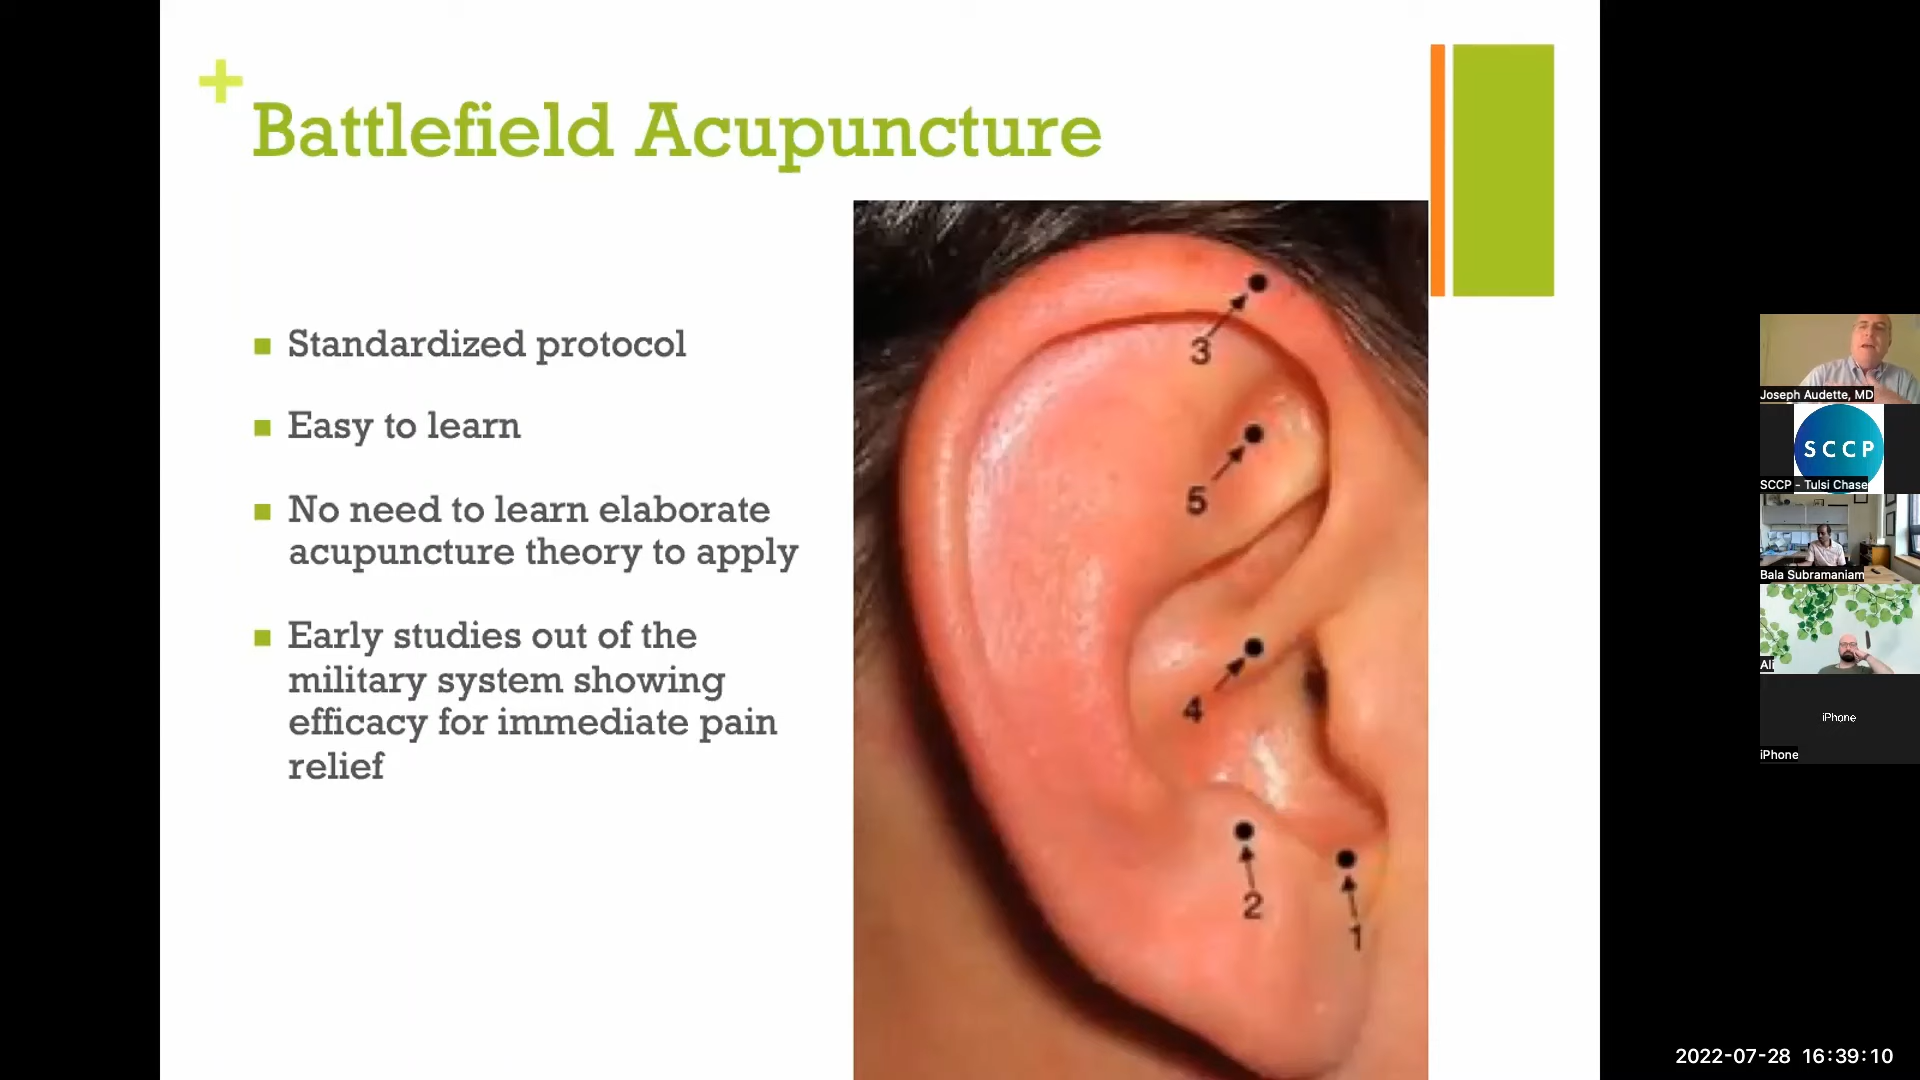 +
Battlefield Acupuncture
Standardized protocol
Easy to learn
No need to learn elaborate
acupuncture theory to apply
Early studies out of the
military system showing
efficacy for immediate pain
relief
3
5
4
2
1
Joseph Audette, MD
SCCP
SCCP - Tulsi Chase
Bala Subramaniam
Ali
iPhone
iPhone
2022-07-28 16:39:10